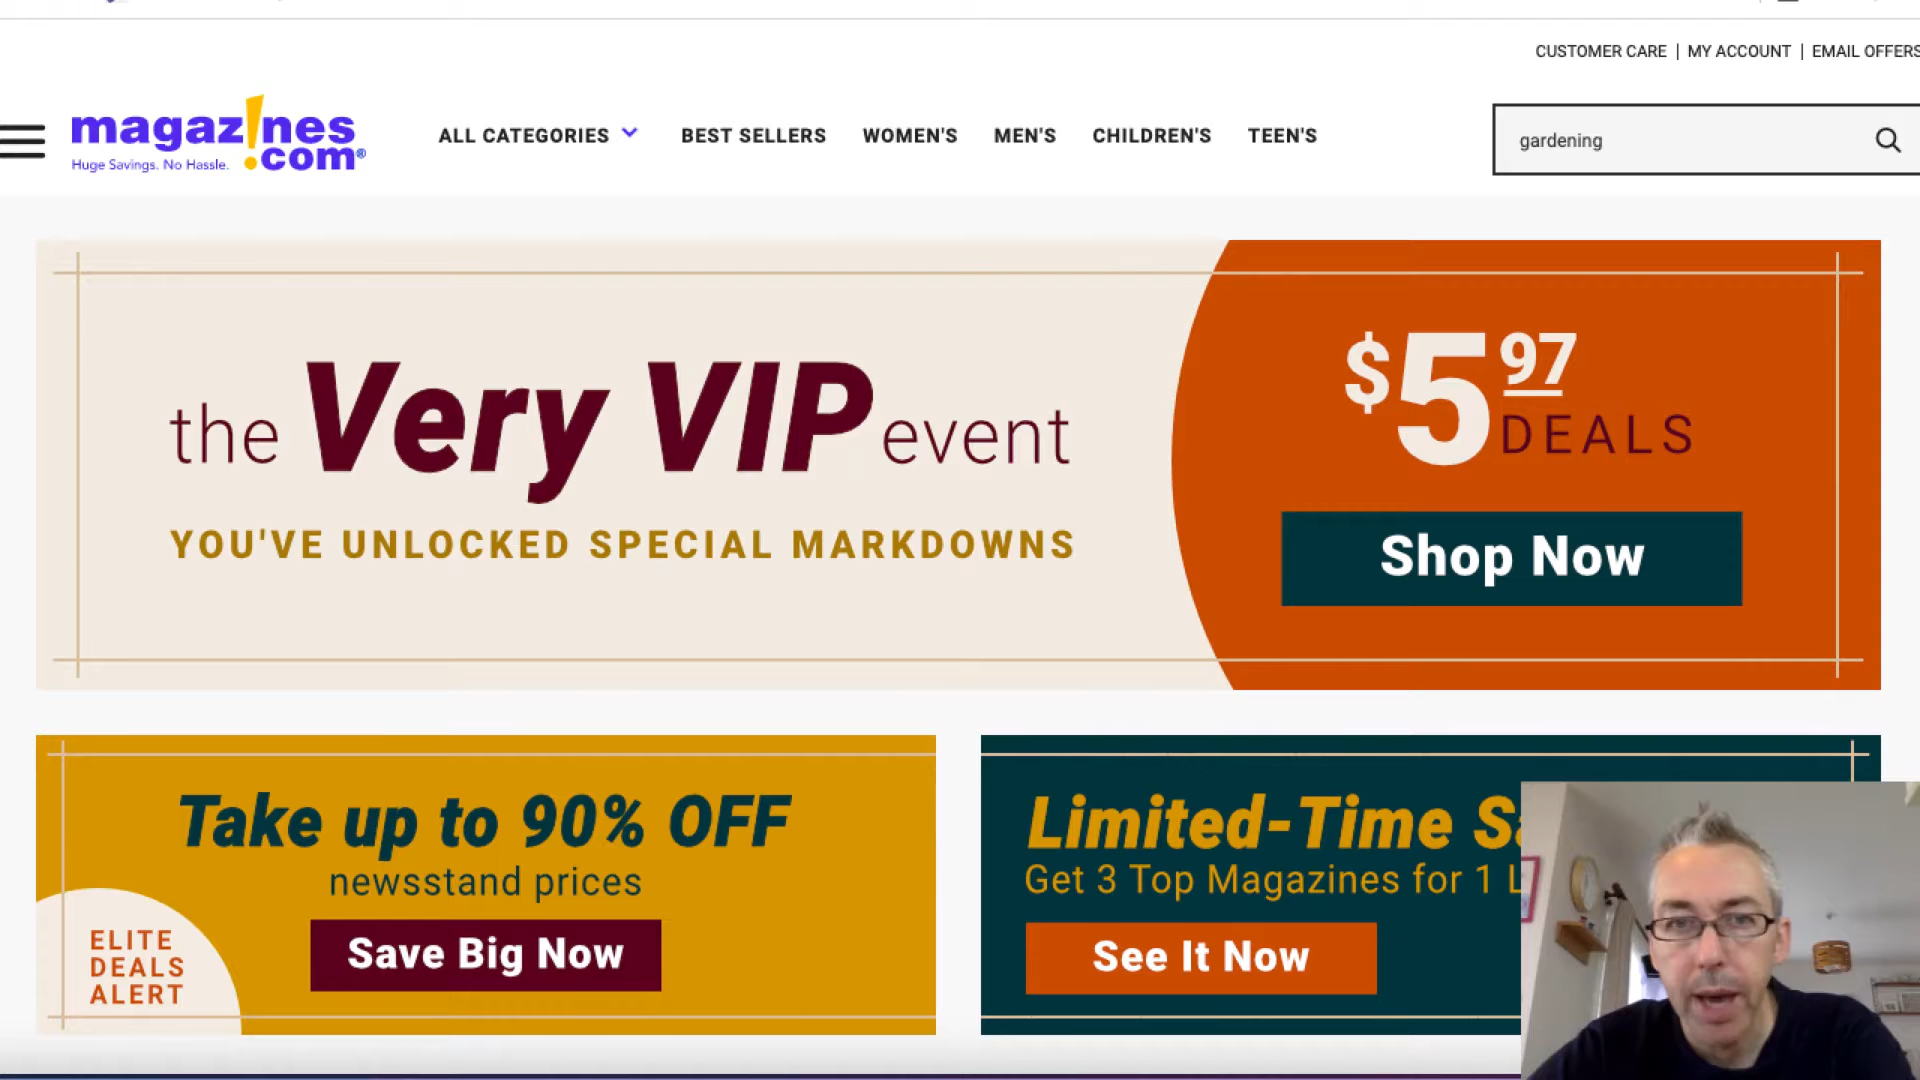 CUSTOMER CARE | MY ACCOUNT | EMAIL OFFERS
magaz!nes
.com®
Huge Savings. No Hassle.
ALL CATEGORIES BEST SELLERS WOMEN'S MEN'S CHILDREN'S TEEN'S
gardening
the Very VIP event
YOU'VE UNLOCKED SPECIAL MARKDOWNS
$5 97
DEALS
Shop Now
Take up to 90% OFF
newsstand prices
Save Big Now
ELITE
DEALS
ALERT
Limited-Time
Get 3 Top Magazines for 1
See It Now